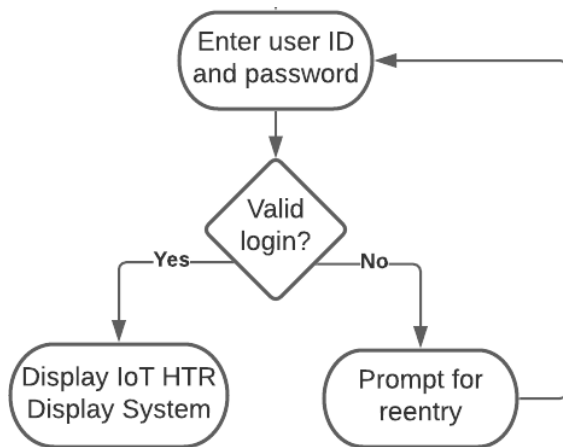 Enter user ID
and password
Valid
login?
Yes
No
Display IoT HTR
Display System
Prompt for
reentry